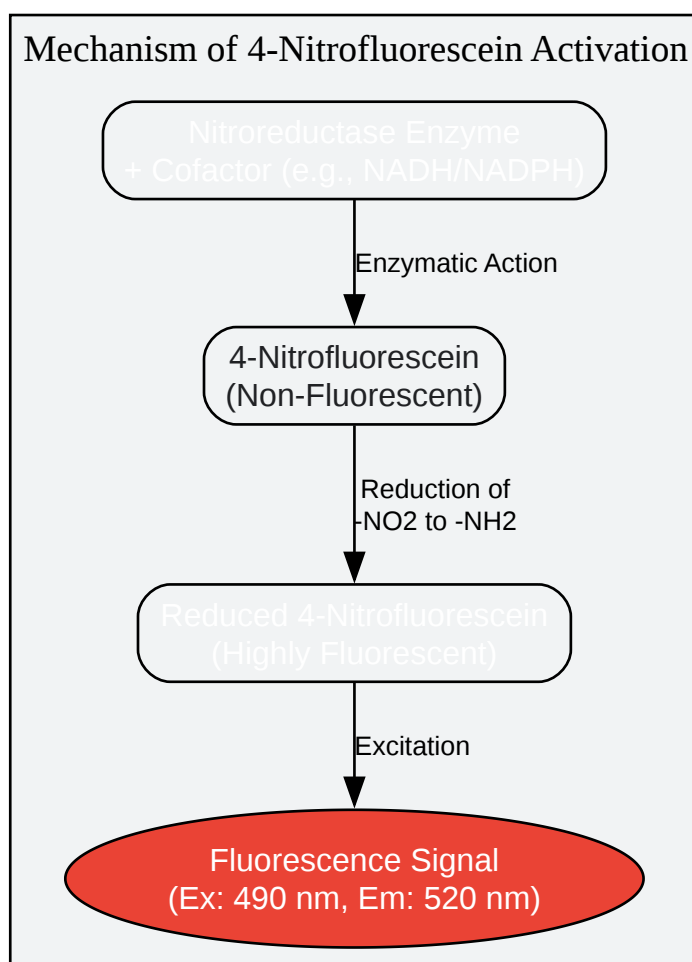 Mechanism of 4-Nitrofluorescein Activation
Nitroreductase Enzyme
+ Cofactor (e.g., NADH/NADPH)
Enzymatic Action
4-Nitrofluorescein
(Non-Fluorescent)
Reduction of
-NO2 to -NH2
Reduced 4-Nitrofluorescein
(Highly Fluorescent)
Excitation
Fluorescence Signal
(Ex: 490 nm, Em: 520 nm)